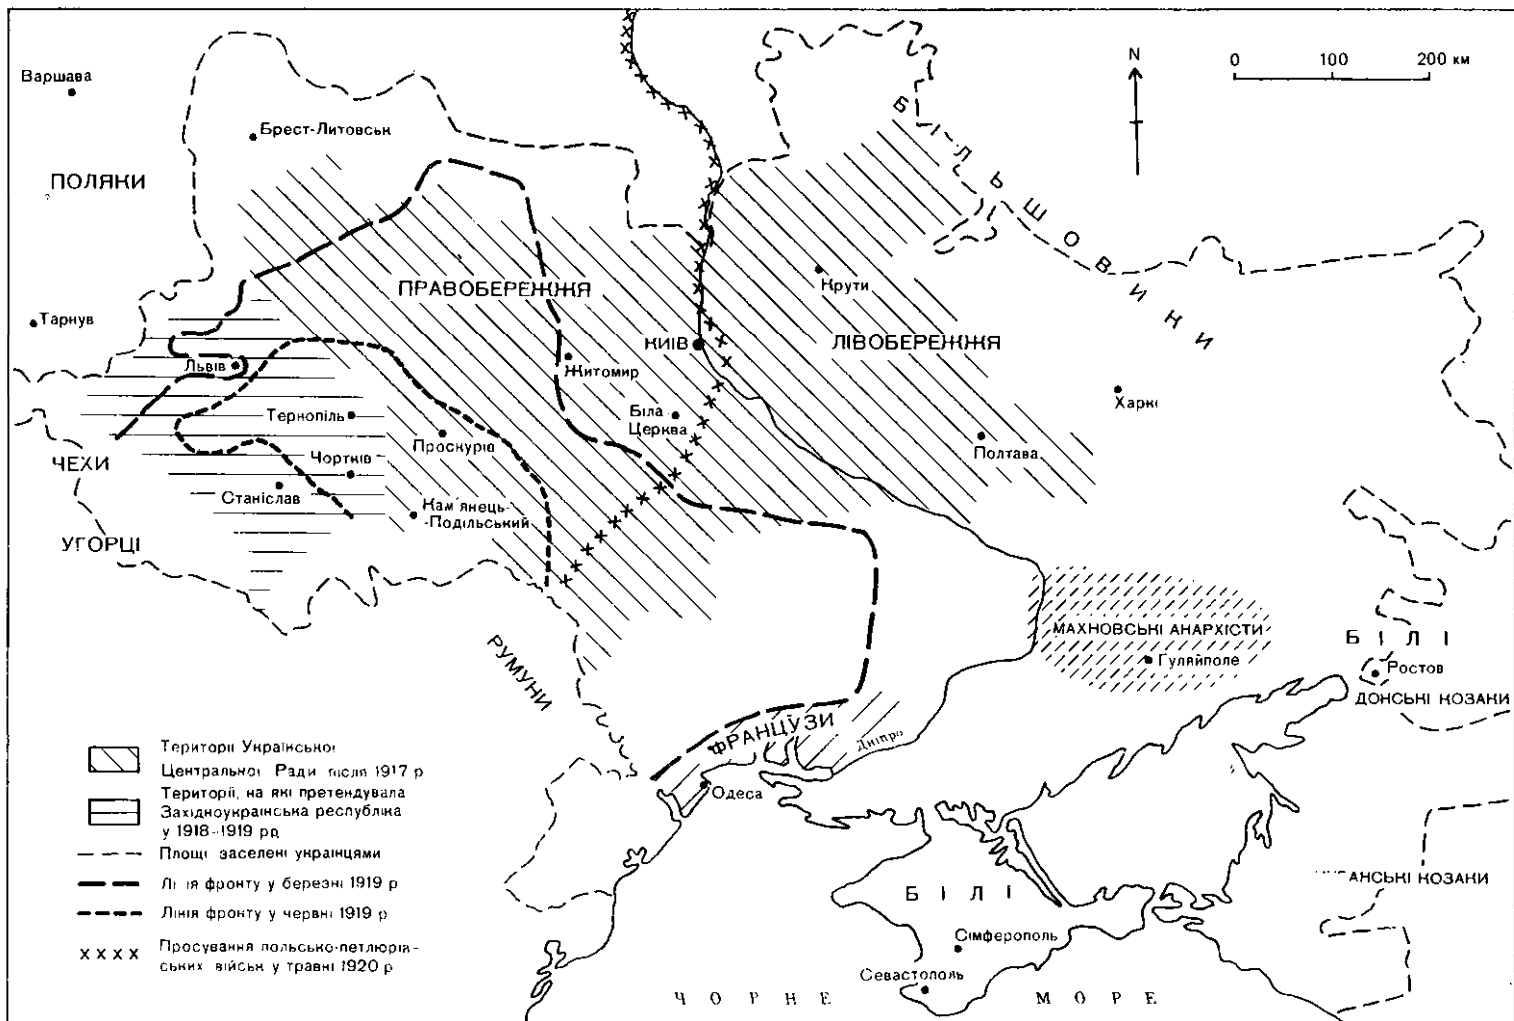 Варшава
Брест-Литовськ
ПОЛЯКИ
N
0 100 200 км
БІЛЬШОВИКИ
ПРАВОБЕРЕЖЖЯ
Крути
Тарнув
КИЇВ
ЛІВОБЕРЕЖЖЯ
Львів
Житомир
Харкі
Тернопіль
Біла
Церква
Проскурів
Полтава
ЧЕХИ
Чортків
Станіслав
Кам'янець-
-Подільський
УГОРЦІ
МАХНОВСЬКІ АНАРХІСТИ
Гуляйполе
БІЛІ
Ростов
ДОНСЬКІ КОЗАКИ
РУМУНИ
ФРАНЦУЗИ
Дніпро
Одеса
Території Української
Центральної Ради після 1917 р
Території, на які претендувала
Західноукраїнська республіка
у 1918-1919 рр.
Площі заселені українцями
Лінія фронту у березні 1919 р
Лінія фронту у червні 1919 р
хххх Просування польсько-петлюрів-
ських військ у травні 1920 р
КОЗАКИ
БІЛІ
Сімферополь
Севастополь
ЧОРНЕ МОРЕ